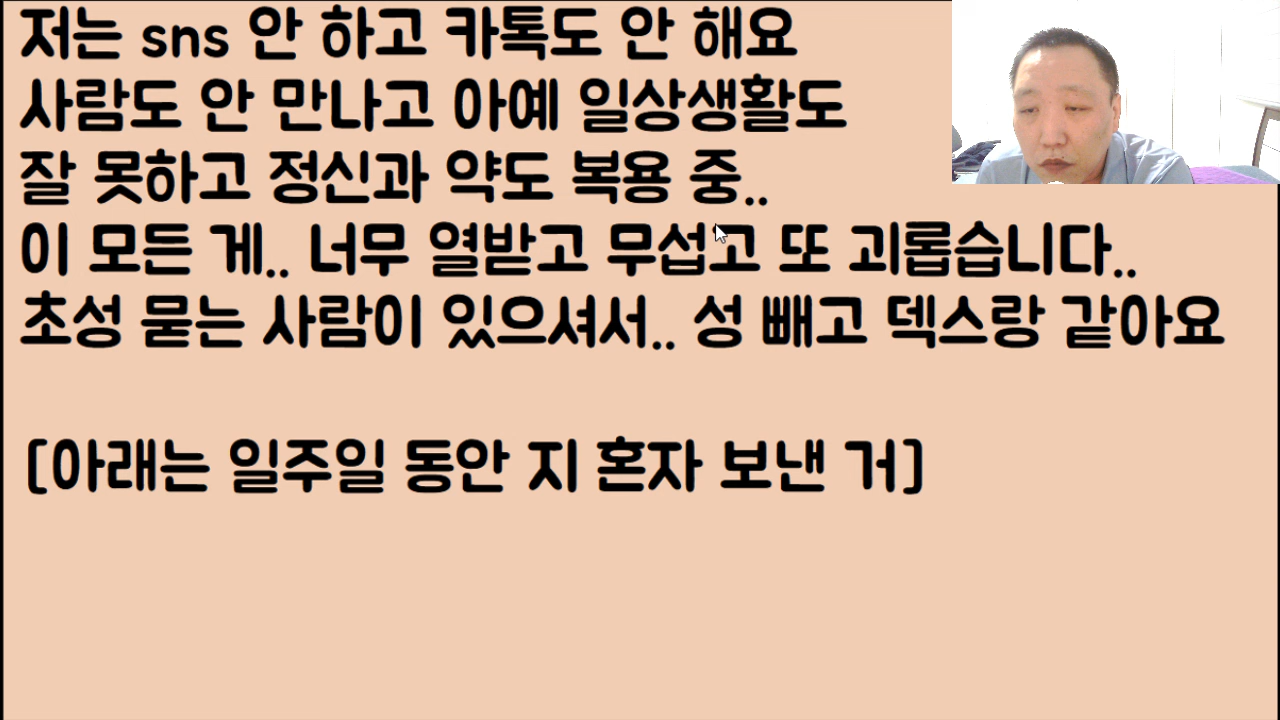 저는 sns 안 하고 카톡도 안 해요
사람도 안 만나고 아예 일상생활도
잘 못하고 정신과 약도 복용 중..
이 모든 게.. 너무 열받고 무섭고 또 괴롭습니다..
초성 묻는 사람이 있으셔서.. 성 빼고 덱스랑 같아요
[아래는 일주일 동안 지 혼자 보낸 거]